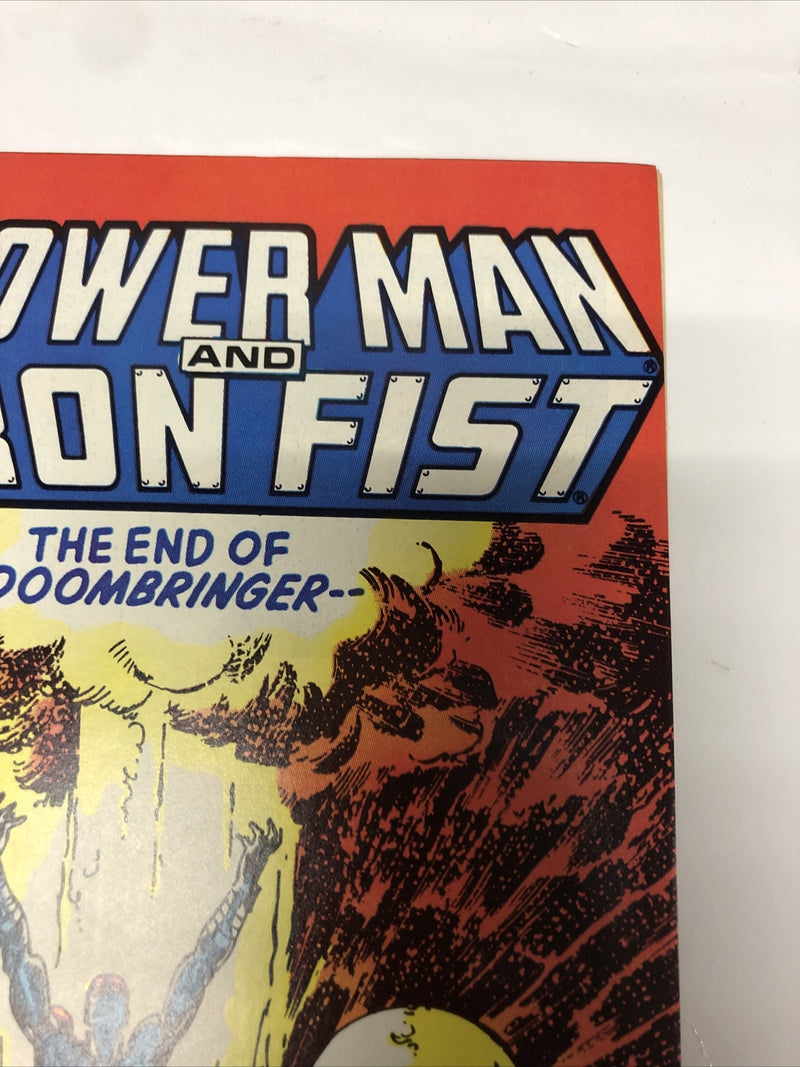 OWER MAN
AND
RON FIST
THE END OF
DOOMBRINGER--